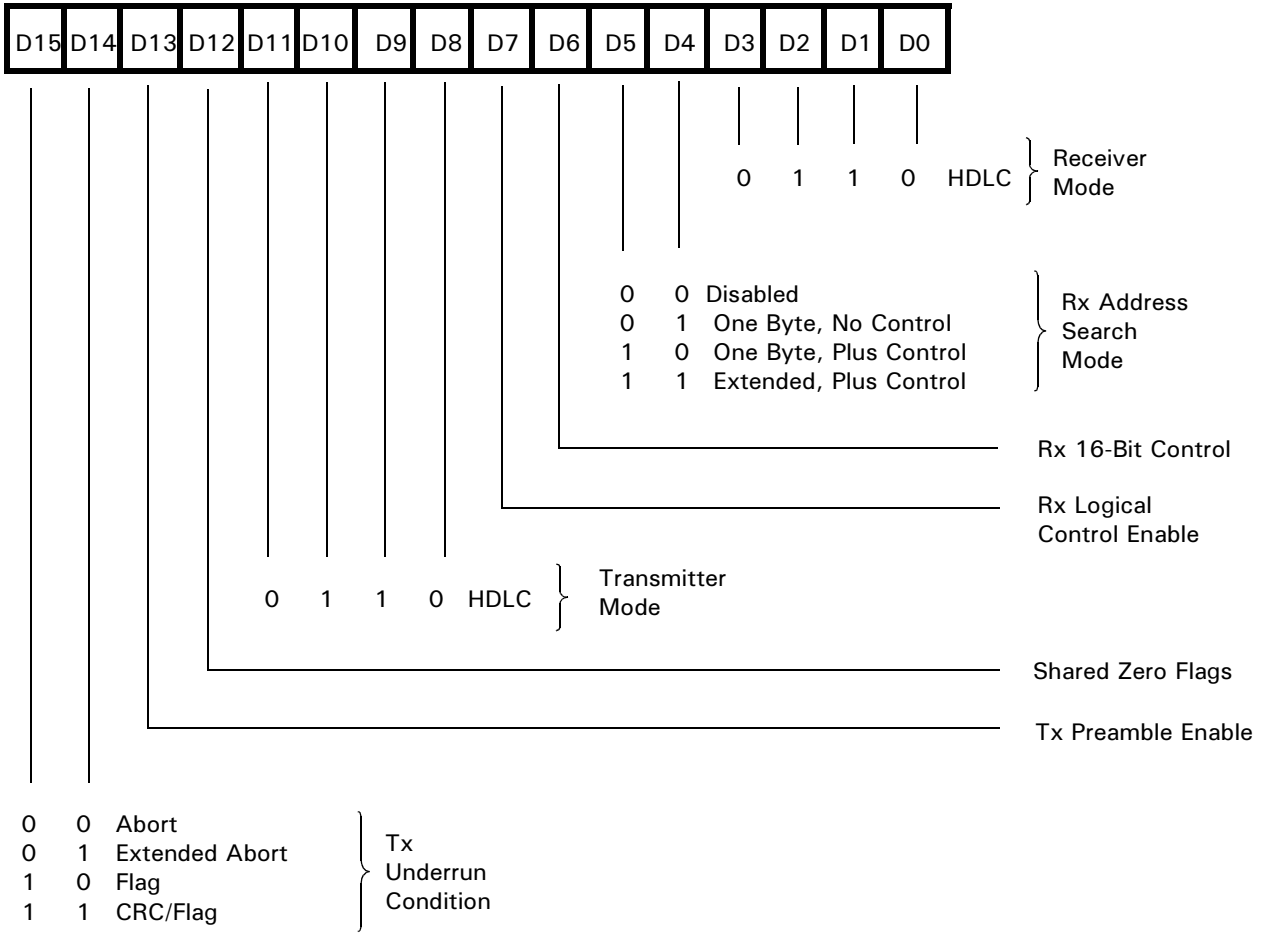 D15 D14 D13 D12 D11 D10 D9 D8 D7 D6 D5 D4 D3 D2 D1 D0
0 1 1 0 HDLC
Receiver
Mode
0 0 Disabled
0 1 One Byte, No Control
1 0 One Byte, Plus Control
1 1 Extended, Plus Control
Rx Address
Search
Mode
Rx 16-Bit Control
Rx Logical
Control Enable
0 1 1 0 HDLC
Transmitter
Mode
Shared Zero Flags
Tx Preamble Enable
0 0 Abort
0 1 Extended Abort
1 0 Flag
1 1 CRC/Flag
Tx
Underrun
Condition